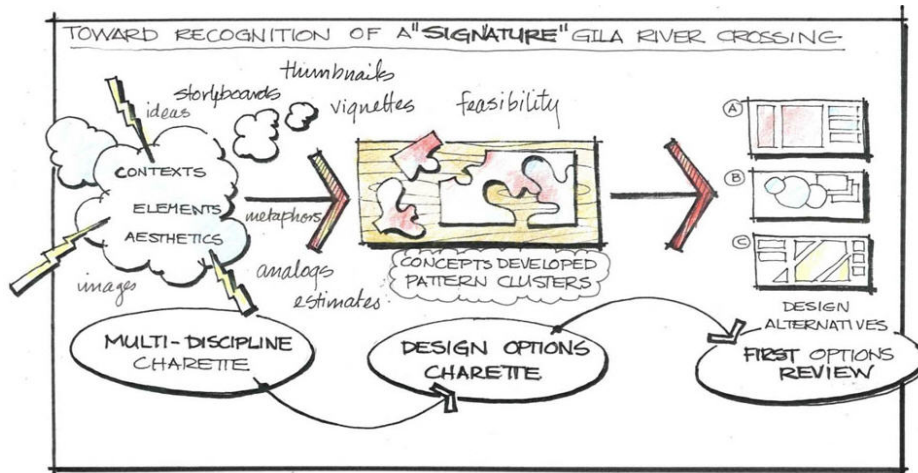 TOWARD RECOGNITION OF A "SIGNATURE" GILA RIVER CROSSING
thumbnails
storyboards
vignettes
feasibility
ideas
CONTEXTS
ELEMENTS
AESTHETICS
metaphors
images
analogs
estimates
CONCEPTS DEVELOPED
PATTERN CLUSTERS
A
B
C
DESIGN
ALTERNATIVES
MULTI-DISCIPLINE
CHARETTE
DESIGN OPTIONS
CHARETTE
FIRST OPTIONS
REVIEW